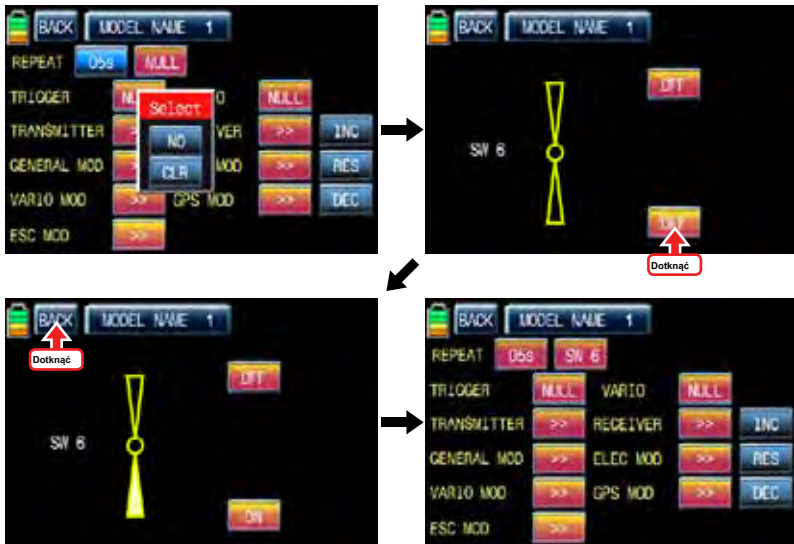 BACK MODEL NAME 1
REPEAT 05s NULL
Select
TRIGGER NULL
NO
TRANSMITTER VER >> INC
CLR
GENERAL MOD MOD >> RES
VARIO MOD >> GPS MOD >> DEC
ESC MOD >>
BACK MODEL NAME 1
OFF
SW 6
Dotknąć
BACK MODEL NAME 1
Dotknąć
OFF
SW 6
ON
BACK MODEL NAME 1
REPEAT 05s SW 6
TRIGGER NULL VARIO NULL
TRANSMITTER >> RECEIVER >> INC
GENERAL MOD >> ELEC MOD >> RES
VARIO MOD >> GPS MOD >> DEC
ESC MOD >>